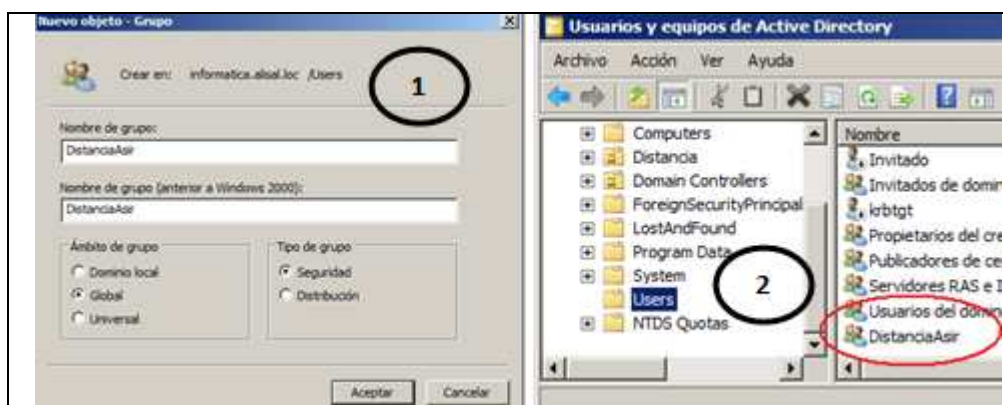 Nuevo objeto - Grupo
Crear en: informatica.alisal.loc /Users
1
Nombre de grupo:
DistanciaAsir
Nombre de grupo (anterior a Windows 2000):
DistanciaAsir
Ámbito de grupo
Dominio local
Global
Universal
Tipo de grupo
Seguridad
Distribución
Aceptar
Cancelar
Usuarios y equipos de Active Directory
Archivo Acción Ver Ayuda
Computers
Distancia
Domain Controllers
ForeignSecurityPrincipal
LostAndFound
Program Data
System
Users
NTDS Quotas
2
Nombre
Invitado
Invitados de domin
krbtgt
Propietarios del cre
Publicadores de ce
Servidores RAS e I
Usuarios del domin
DistanciaAsir